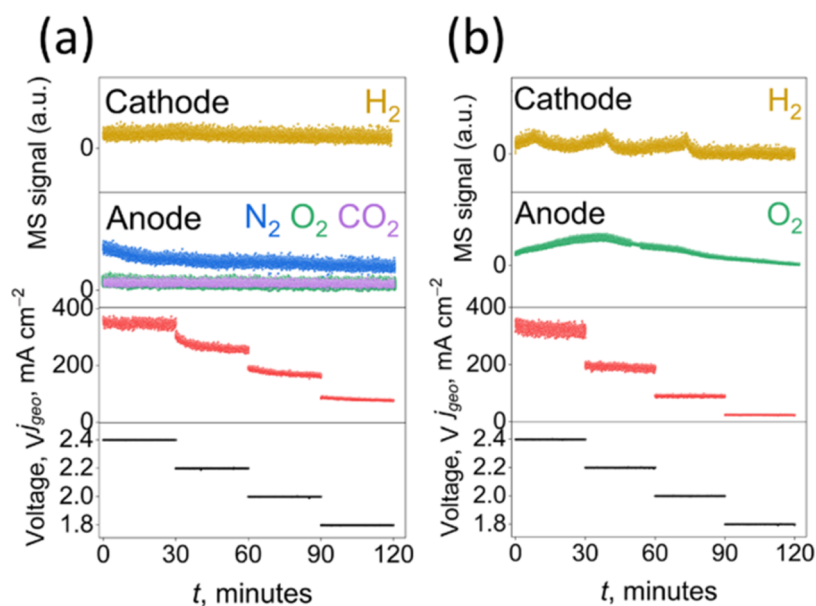 (a)
MS signal (a.u.)
Cathode H₂
0
Anode N₂ O₂ CO₂
0
j_geo, mA cm⁻²
400
200
0
Voltage, V
2.4
2.2
2.0
1.8
0 30 60 90 120
t, minutes
(b)
MS signal (a.u.)
Cathode H₂
0
Anode O₂
0
j_geo, mA cm⁻²
400
200
0
Voltage, V
2.4
2.2
2.0
1.8
0 30 60 90 120
t, minutes